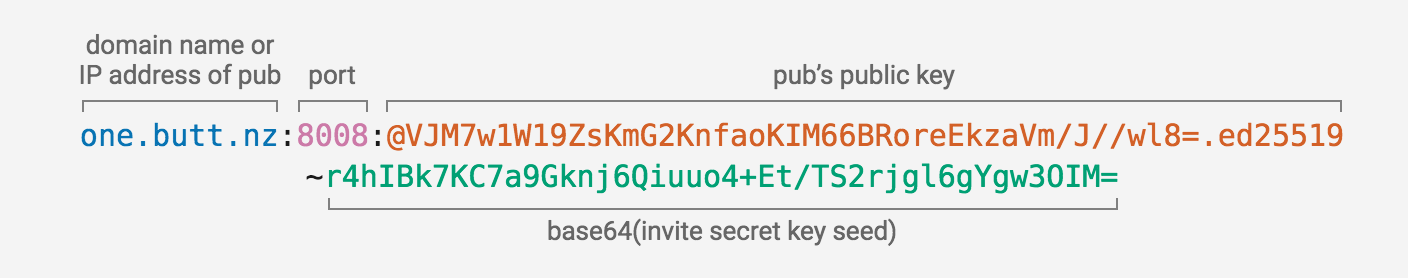 domain name or
IP address of pub port pub’s public key
one.butt.nz:8008:@VJM7w1W19ZsKmG2KnfaoKIM66BRoreEkzaVm/J//wl8=.ed25519
~r4hIBk7KC7a9Gknj6Qiuuo4+Et/TS2rjgl6gYgw3OIM=
base64(invite secret key seed)